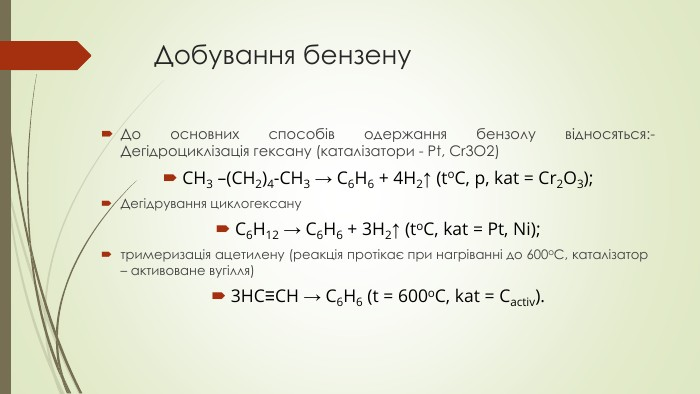 Добування бензену
До основних способів одержання бензолу відносяться:-
Дегідроциклізація гексану (каталізатори - Pt, Cr3O2)
CH₃ –(CH₂)₄-CH₃ → C₆H₆ + 4H₂↑ (tᵒC, p, kat = Cr₂O₃);
Дегідрування циклогексану
C₆H₁₂ → C₆H₆ + 3H₂↑ (tᵒC, kat = Pt, Ni);
тримеризація ацетилену (реакція протікає при нагріванні до 600ᵒС, каталізатор
– активоване вугілля)
3HC≡CH → C₆H₆ (t = 600ᵒC, kat = Cactiv).